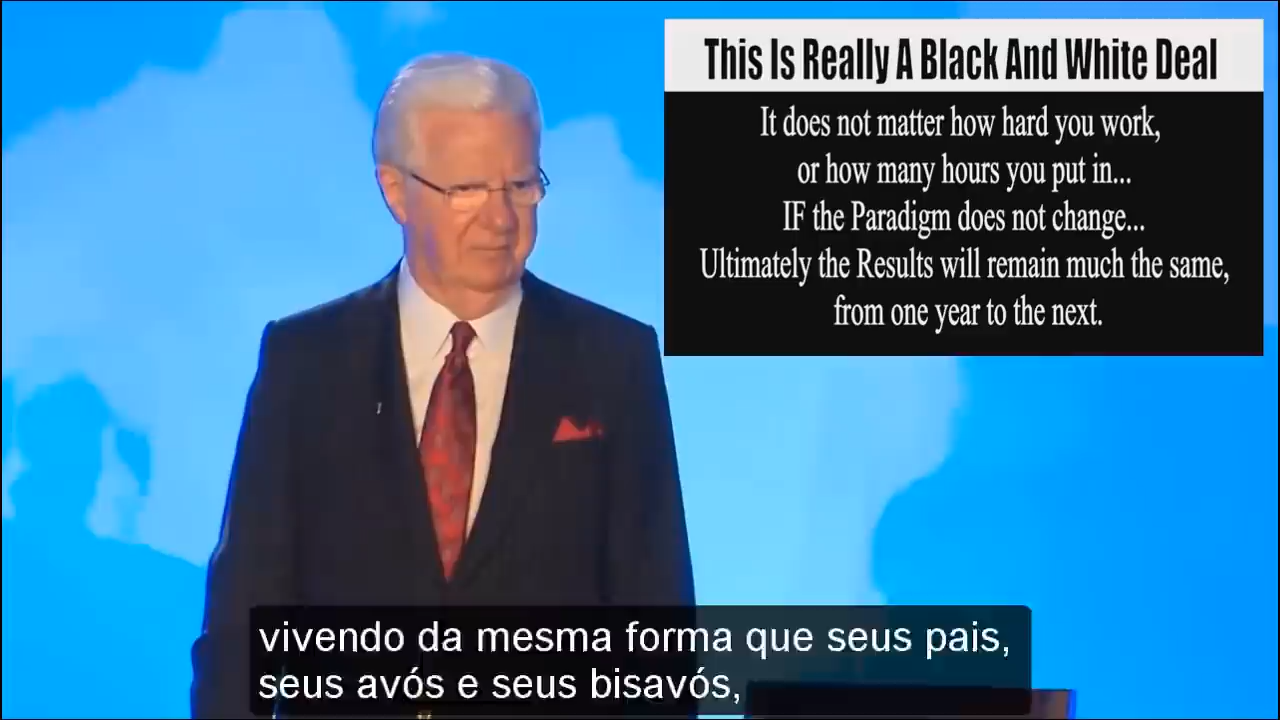 This Is Really A Black And White Deal
It does not matter how hard you work,
or how many hours you put in...
IF the Paradigm does not change...
Ultimately the Results will remain much the same,
from one year to the next.
vivendo da mesma forma que seus pais,
seus avós e seus bisavós,